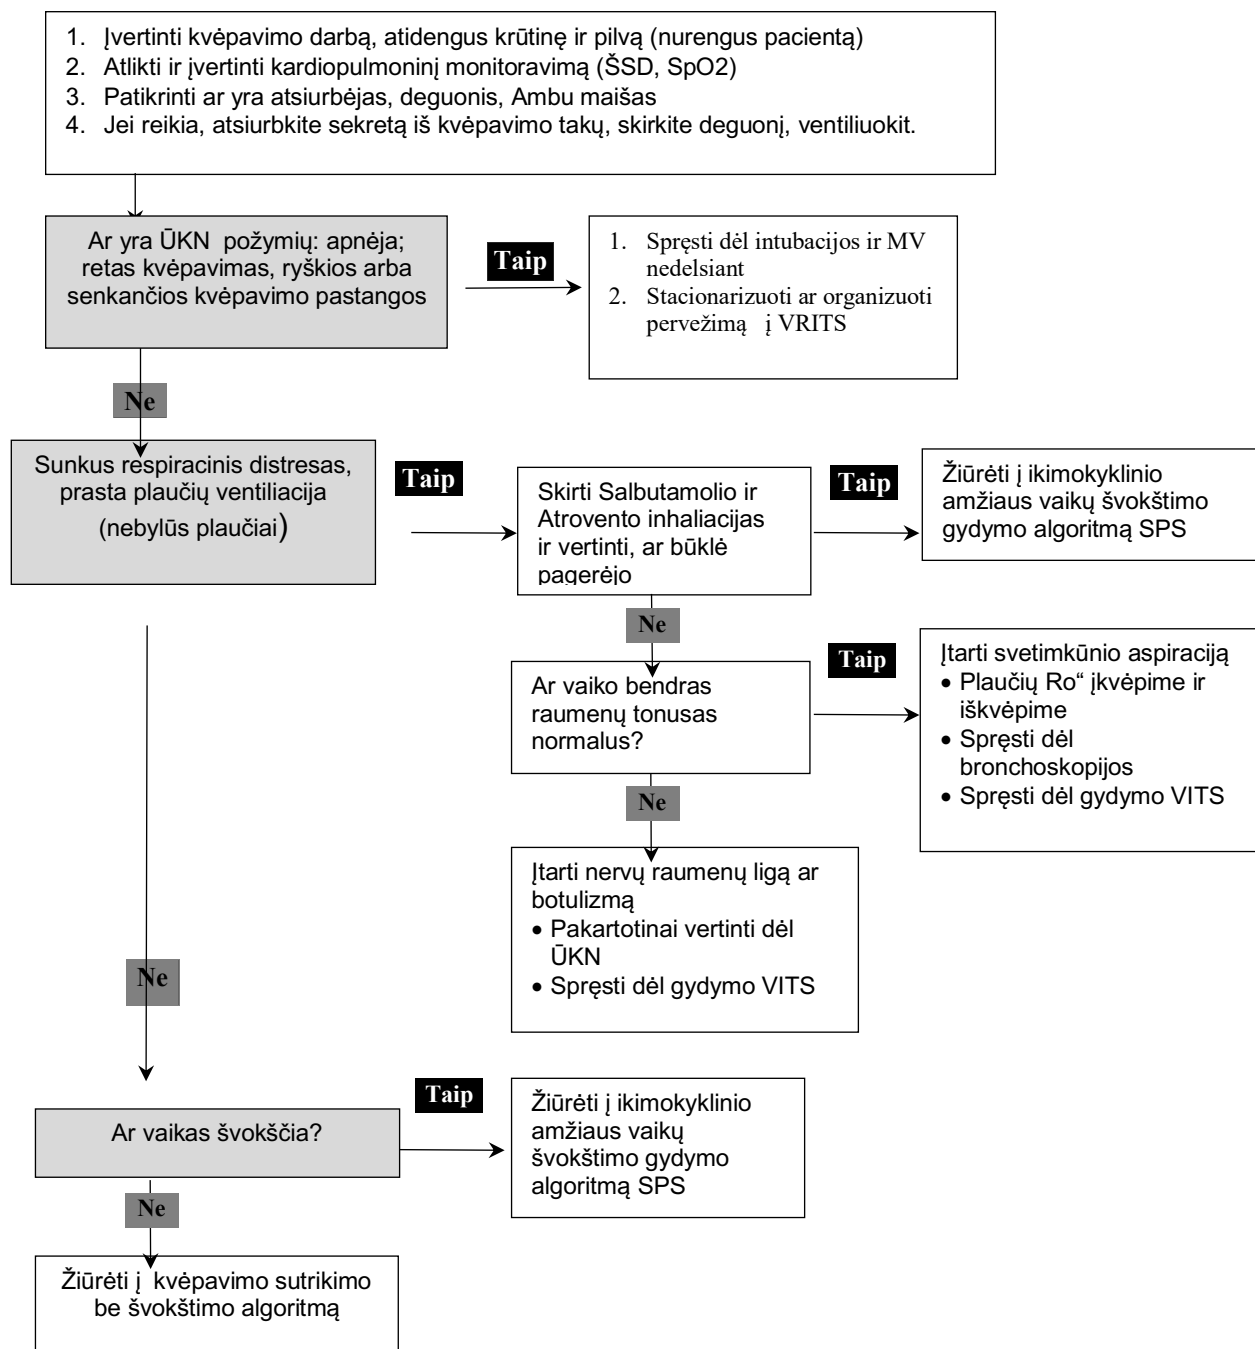 1. Įvertinti kvėpavimo darbą, atidengus krūtinę ir pilvą (nurengus pacientą)
2. Atlikti ir įvertinti kardiopulmoninį monitoravimą (ŠSD, SpO2)
3. Patikrinti ar yra atsiurbėjas, deguonis, Ambu maišas
4. Jei reikia, atsiurbkite sekretą iš kvėpavimo takų, skirkite deguonį, ventiliuokit.
Ar yra ŪKN požymių: apnėja;
retas kvėpavimas, ryškios arba
senkančios kvėpavimo pastangos
Taip
1. Spręsti dėl intubacijos ir MV
nedelsiant
2. Stacionarizuoti ar organizuoti
pervežimą į VRITS
Ne
Sunkus respiracinis distresas,
prasta plaučių ventiliacija
(nebylūs plaučiai)
Taip
Skirti Salbutamolio ir
Atrovento inhaliacijas
ir vertinti, ar būklė
pagerėjo
Taip
Žiūrėti į ikimokyklinio
amžiaus vaikų švokštimo
gydymo algoritmą SPS
Ne
Ar vaiko bendras
raumenų tonusas
normalus?
Taip
Įtarti svetimkūnio aspiraciją
• Plaučių Ro“ įkvėpime ir
iškvėpime
• Spręsti dėl
bronchoskopijos
• Spręsti dėl gydymo VITS
Ne
Įtarti nervų raumenų ligą ar
botulizmą
• Pakartotinai vertinti dėl
ŪKN
• Spręsti dėl gydymo VITS
Ne
Ar vaikas švokščia?
Taip
Žiūrėti į ikimokyklinio
amžiaus vaikų
švokštimo gydymo
algoritmą SPS
Ne
Žiūrėti į kvėpavimo sutrikimo
be švokštimo algoritmą